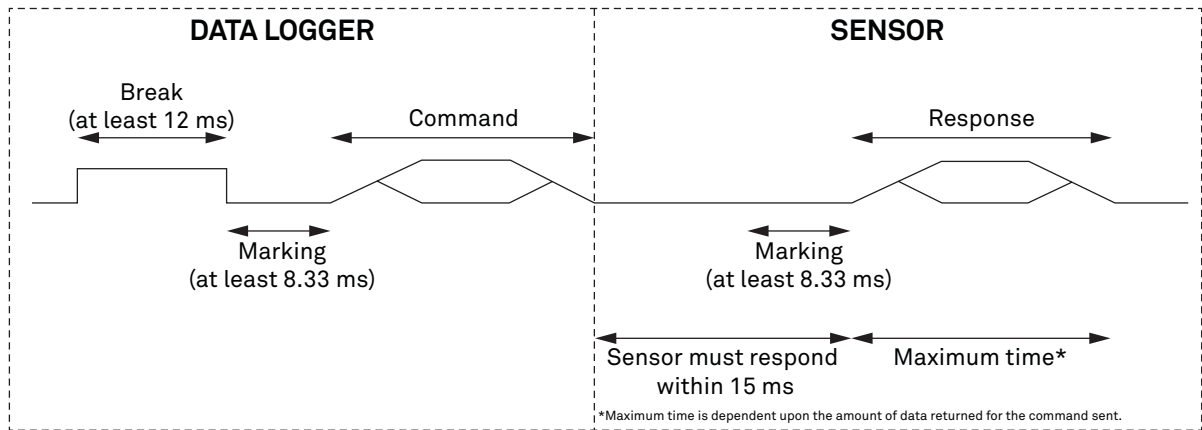 DATA LOGGER
SENSOR
Break
(at least 12 ms)
Command
Response
Marking
(at least 8.33 ms)
Marking
(at least 8.33 ms)
Sensor must respond
within 15 ms
Maximum time*
*Maximum time is dependent upon the amount of data returned for the command sent.